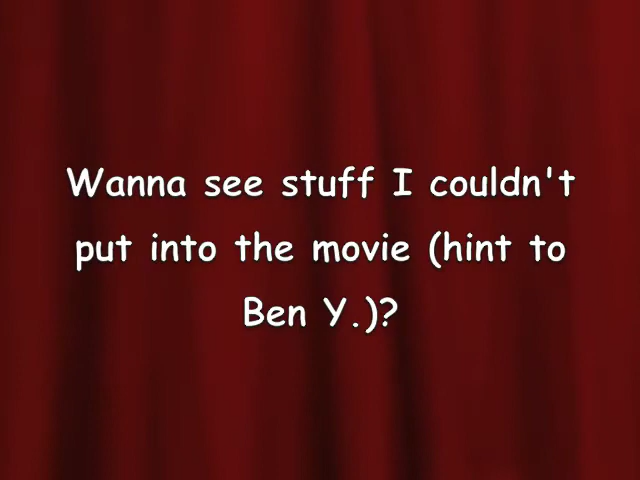 Wanna see stuff I couldn't
put into the movie (hint to
Ben Y.)?